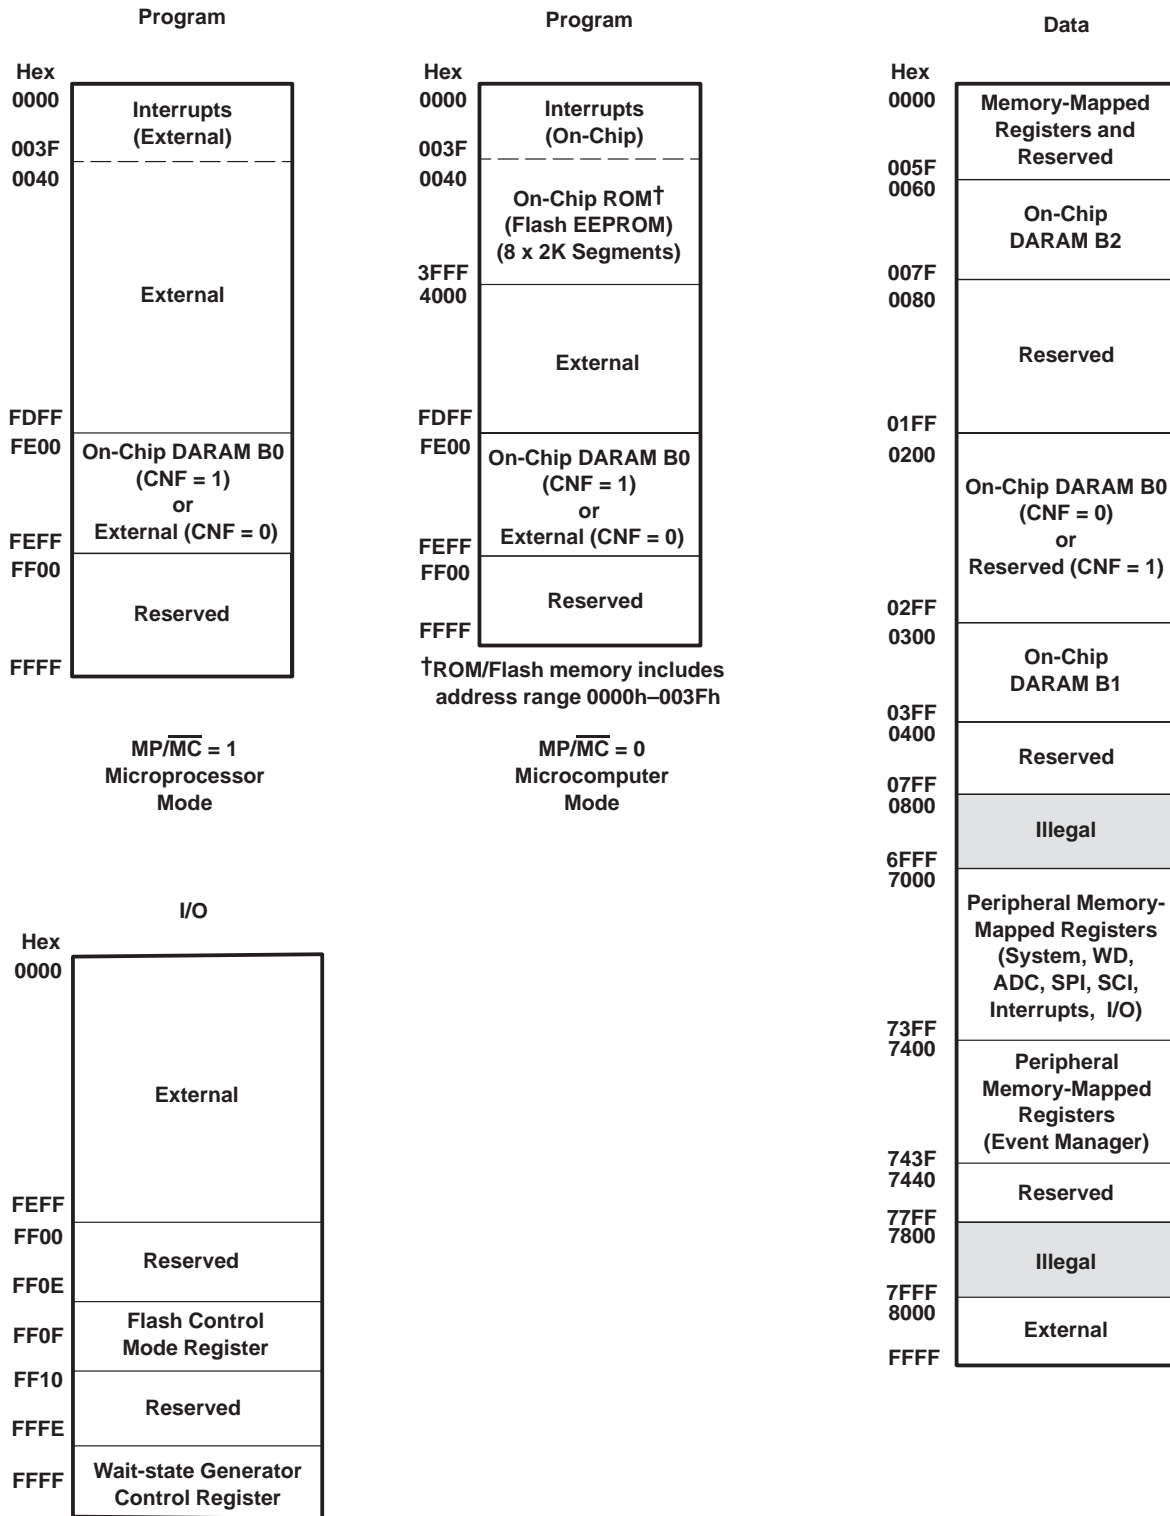 Program
Hex
0000
Interrupts
(External)
003F
0040
External
FDFF
FE00
On-Chip DARAM B0
(CNF = 1)
or
External (CNF = 0)
FEFF
FF00
Reserved
FFFF
MP/M̅C̅ = 1
Microprocessor
Mode
Program
Hex
0000
Interrupts
(On-Chip)
003F
0040
On-Chip ROM†
(Flash EEPROM)
(8 x 2K Segments)
3FFF
4000
External
FDFF
FE00
On-Chip DARAM B0
(CNF = 1)
or
External (CNF = 0)
FEFF
FF00
Reserved
FFFF
†ROM/Flash memory includes
address range 0000h–003Fh
MP/M̅C̅ = 0
Microcomputer
Mode
I/O
Hex
0000
External
FEFF
FF00
Reserved
FF0E
Flash Control
FF0F
Mode Register
FF10
Reserved
FFFE
Wait-state Generator
FFFF
Control Register
Data
Hex
0000
Memory-Mapped
Registers and
Reserved
005F
0060
On-Chip
DARAM B2
007F
0080
Reserved
01FF
0200
On-Chip DARAM B0
(CNF = 0)
or
Reserved (CNF = 1)
02FF
0300
On-Chip
DARAM B1
03FF
0400
Reserved
07FF
0800
Illegal
6FFF
7000
Peripheral Memory-
Mapped Registers
(System, WD,
ADC, SPI, SCI,
Interrupts, I/O)
73FF
7400
Peripheral
Memory-Mapped
Registers
(Event Manager)
743F
7440
Reserved
77FF
7800
Illegal
7FFF
8000
External
FFFF